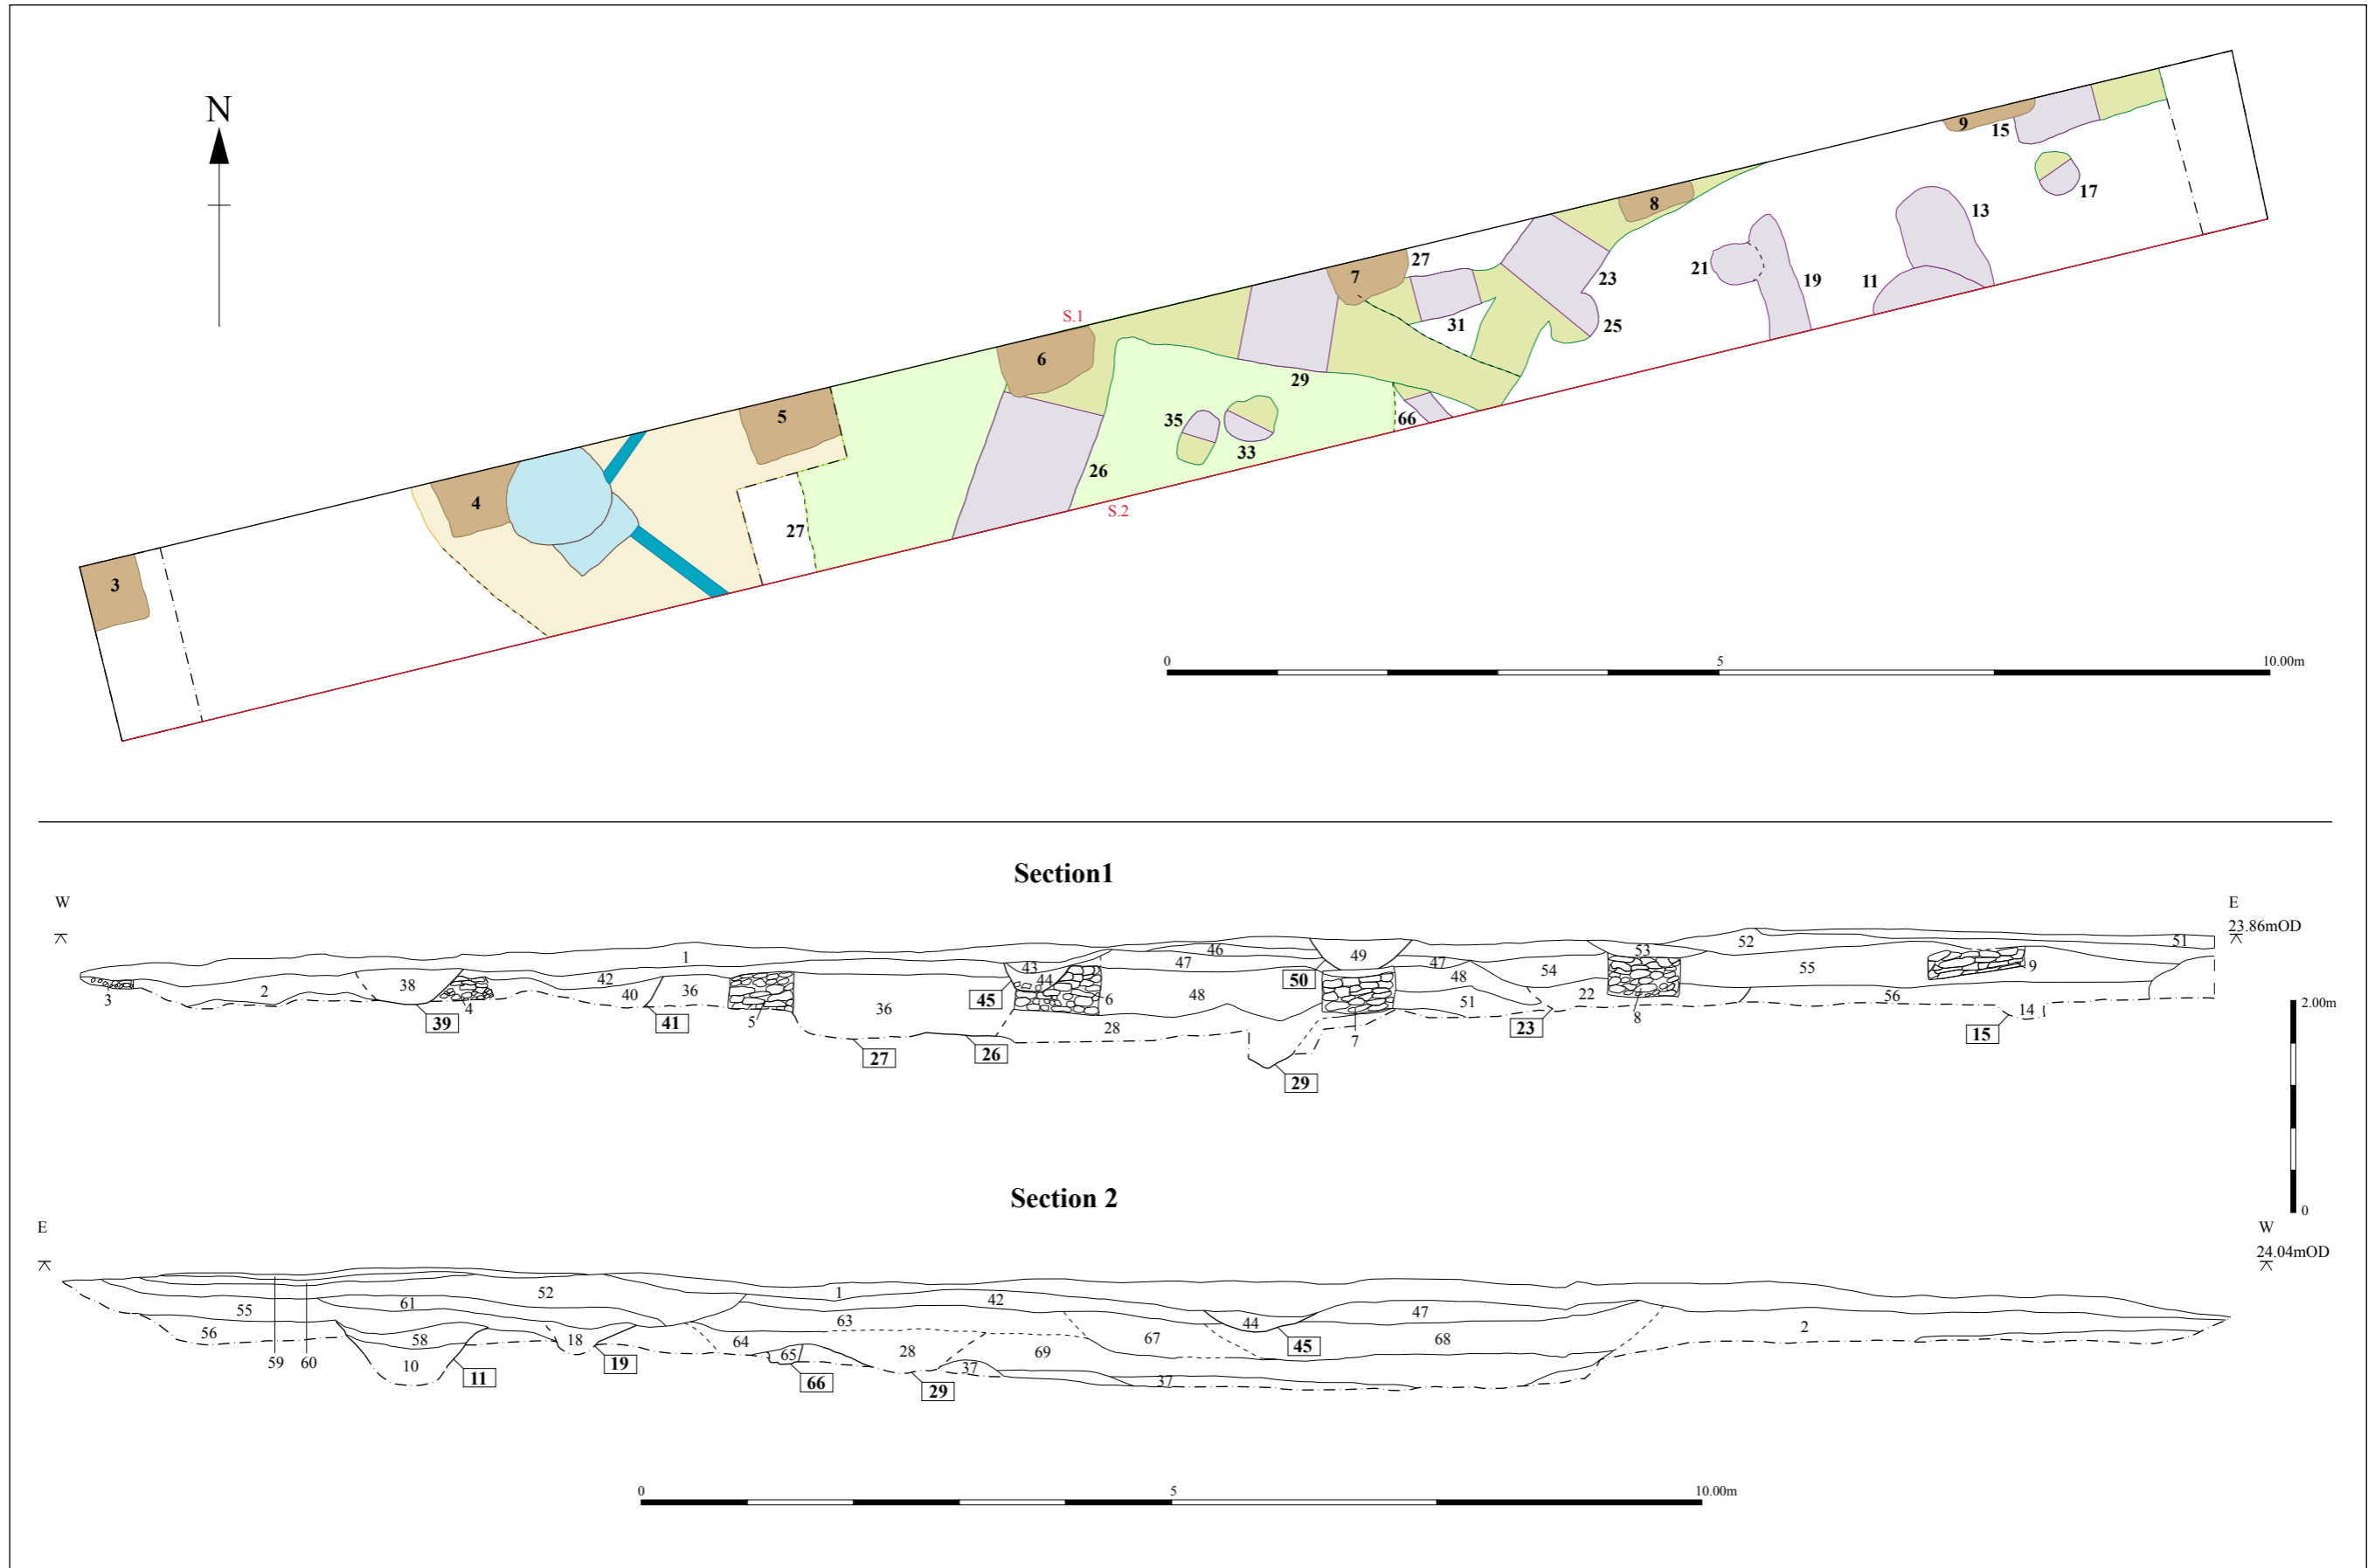 N
9
15
17
8
13
27
7
23
21
19
11
31
25
S.1
6
29
35
33
66
5
26
4
S.2
27
3
0 5 10.00m
Section1
W E
23.86mOD
1 46 47 49 47 53 52 51
43 44 48 54 55 9
2 38 42 40 36 45 50 48
3 4 5 36 6 51 22 56 14
39 41 28 7 23 8 15
27 26 29
2.00m
0
Section 2
E W
24.04mOD
55 61 52 1 42 47
56 58 18 63 44 2
59 60 10 64 65 28 67 69 45 68
11 19 66 29 37 37
0 5 10.00m